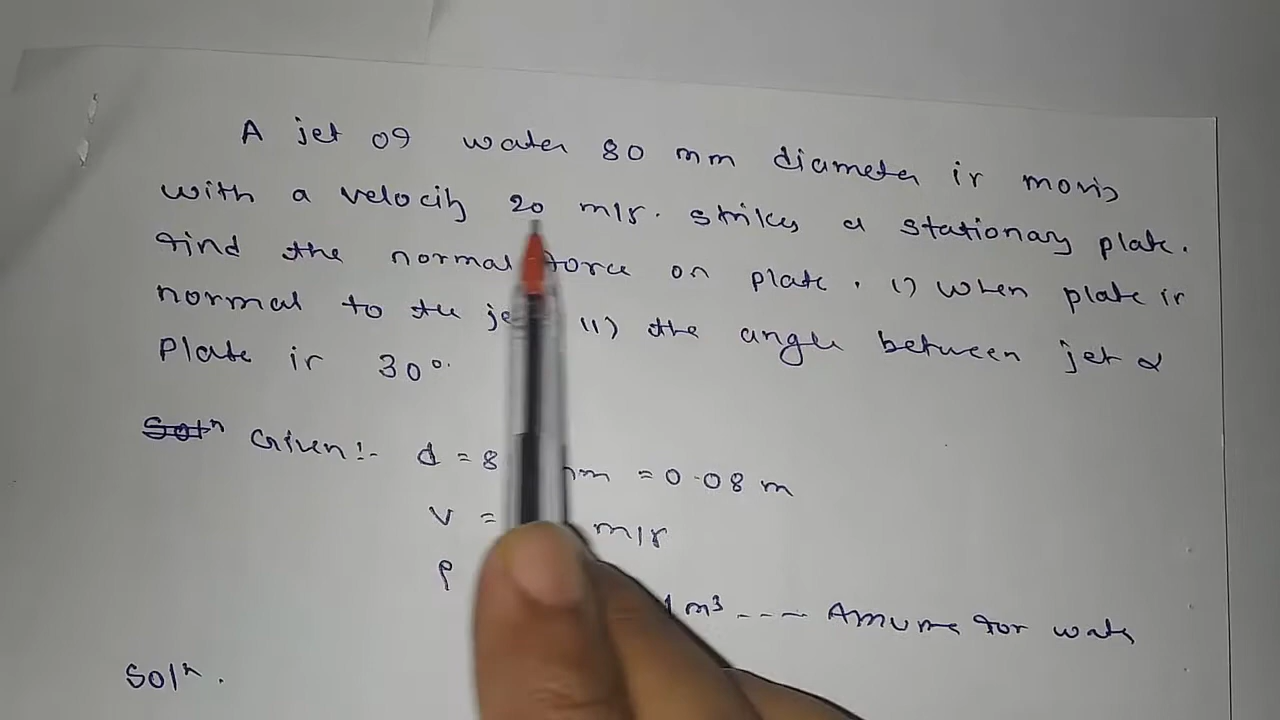 A jet of water 80 mm diameter is moving
with a velocity 20 m/s. strikes a stationary plate.
find the normal force on plate. i) When plate is
normal to the je ii) the angle between jet &
Plate is 30°.
Given:- d = 8 mm = 0.08 m
V = m/s
ρ
m³ ---- Assume for water
Solⁿ.